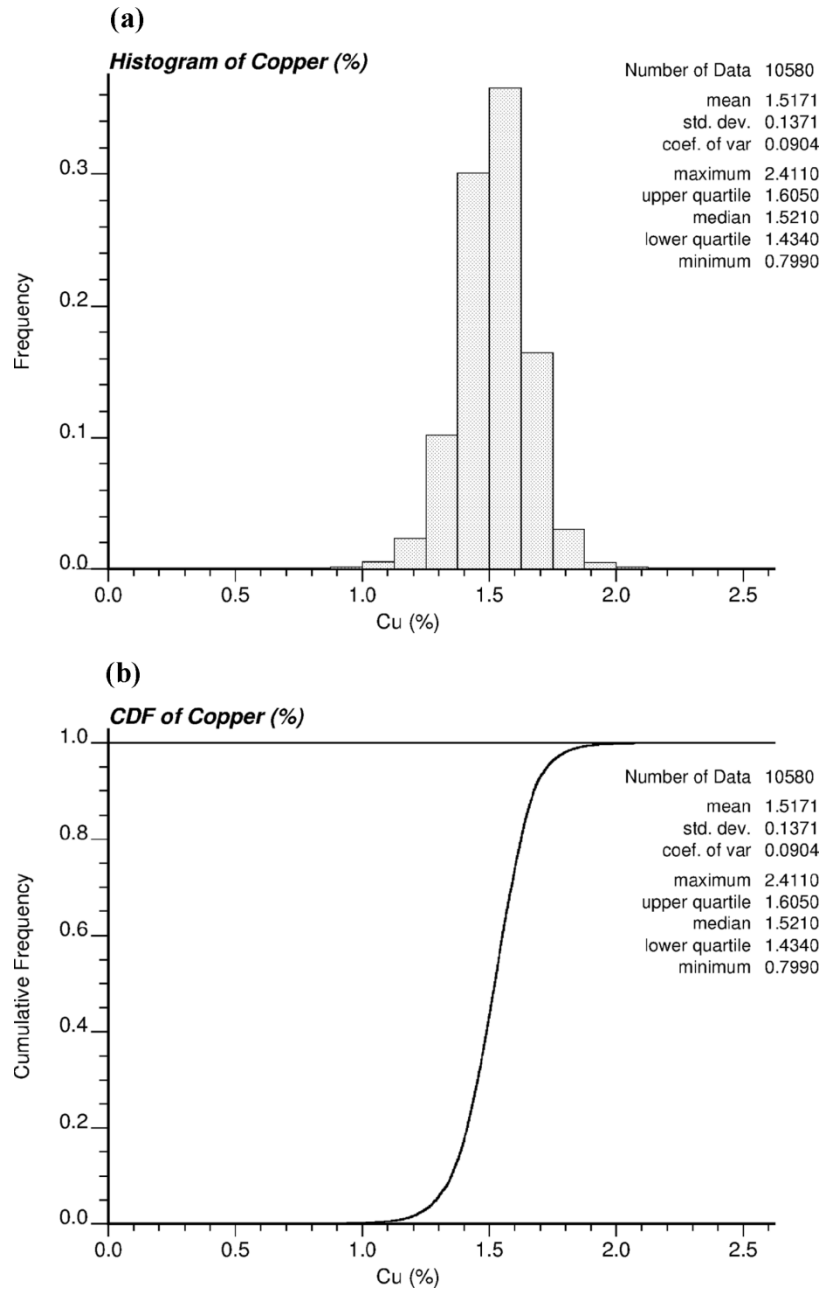 (a)
Histogram of Copper (%)
Number of Data 10580
mean 1.5171
std. dev. 0.1371
coef. of var 0.0904
maximum 2.4110
upper quartile 1.6050
median 1.5210
lower quartile 1.4340
minimum 0.7990
Frequency
0.3
0.2
0.1
0.0
0.0 0.5 1.0 1.5 2.0 2.5
Cu (%)
(b)
CDF of Copper (%)
Number of Data 10580
mean 1.5171
std. dev. 0.1371
coef. of var 0.0904
maximum 2.4110
upper quartile 1.6050
median 1.5210
lower quartile 1.4340
minimum 0.7990
Cumulative Frequency
1.0
0.8
0.6
0.4
0.2
0.0
0.0 0.5 1.0 1.5 2.0 2.5
Cu (%)